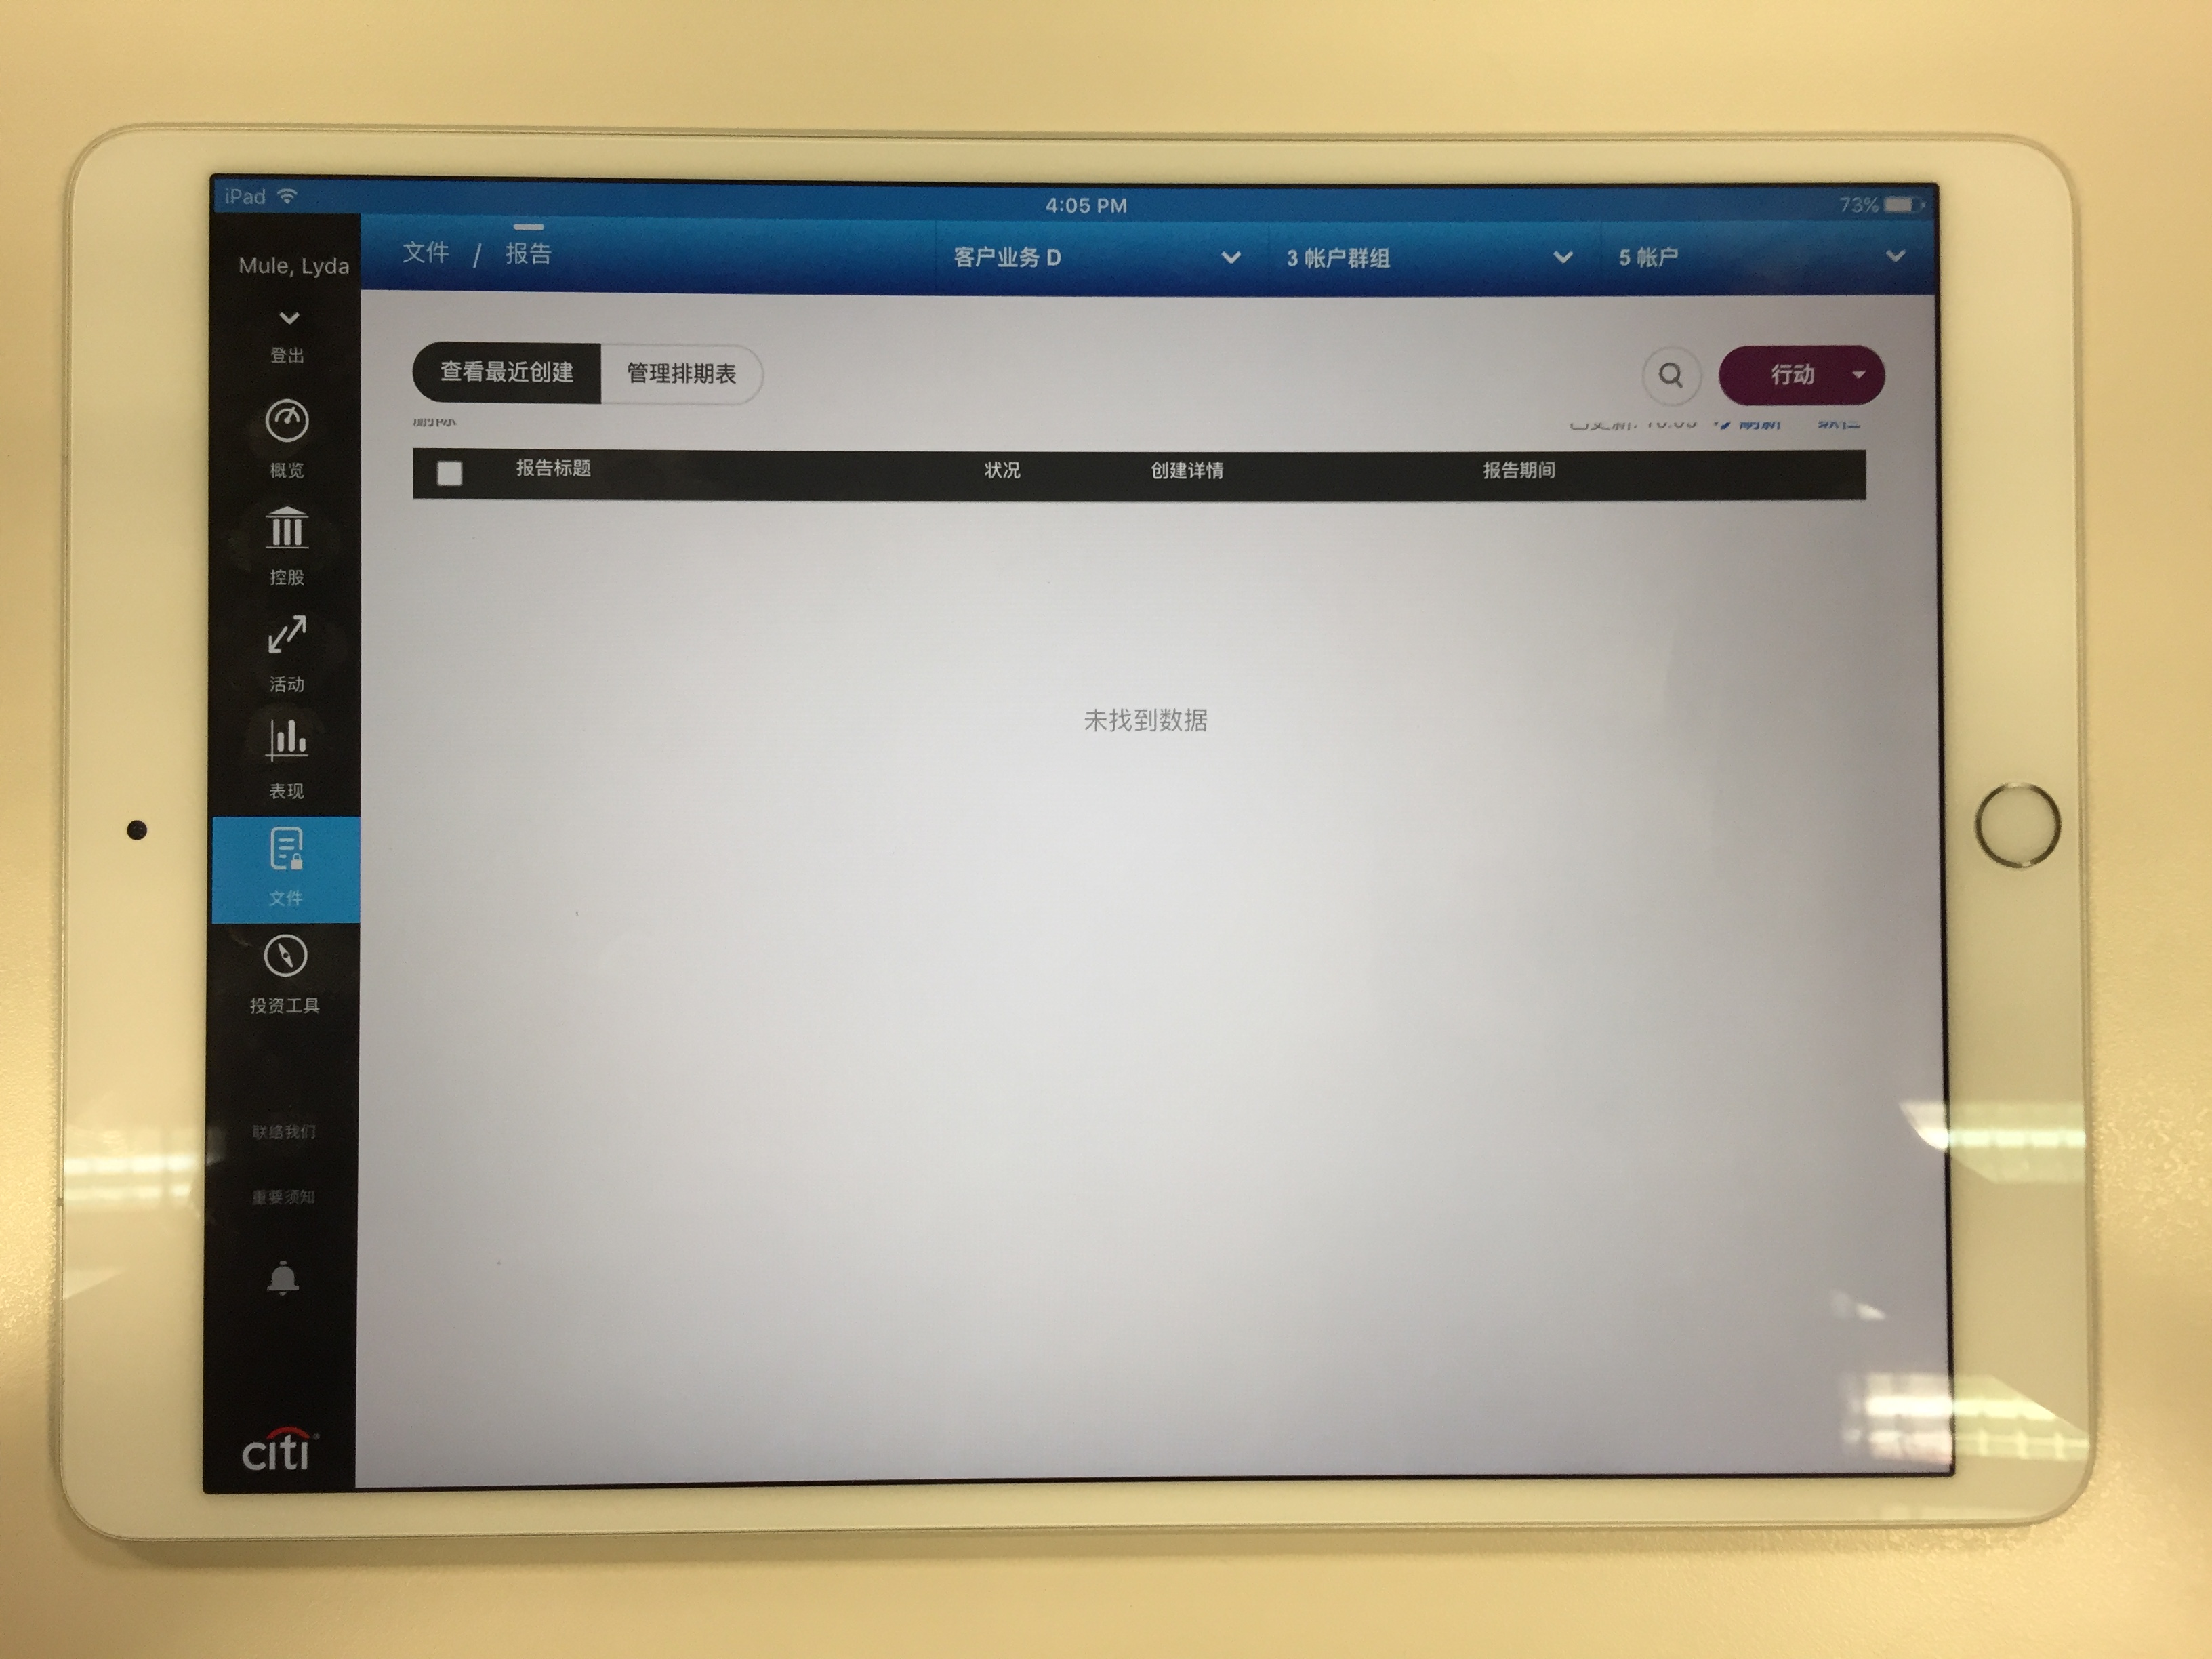 iPad 4:05 PM 73%
Mule, Lyda
登出
概览
控股
活动
表现
文件
投资工具
联络我们
重要须知
citi
文件 / 报告
客户业务 D
3 帐户群组
5 帐户
查看最近创建
管理排期表
行动
报告标题 状况 创建详情 报告期间
未找到数据